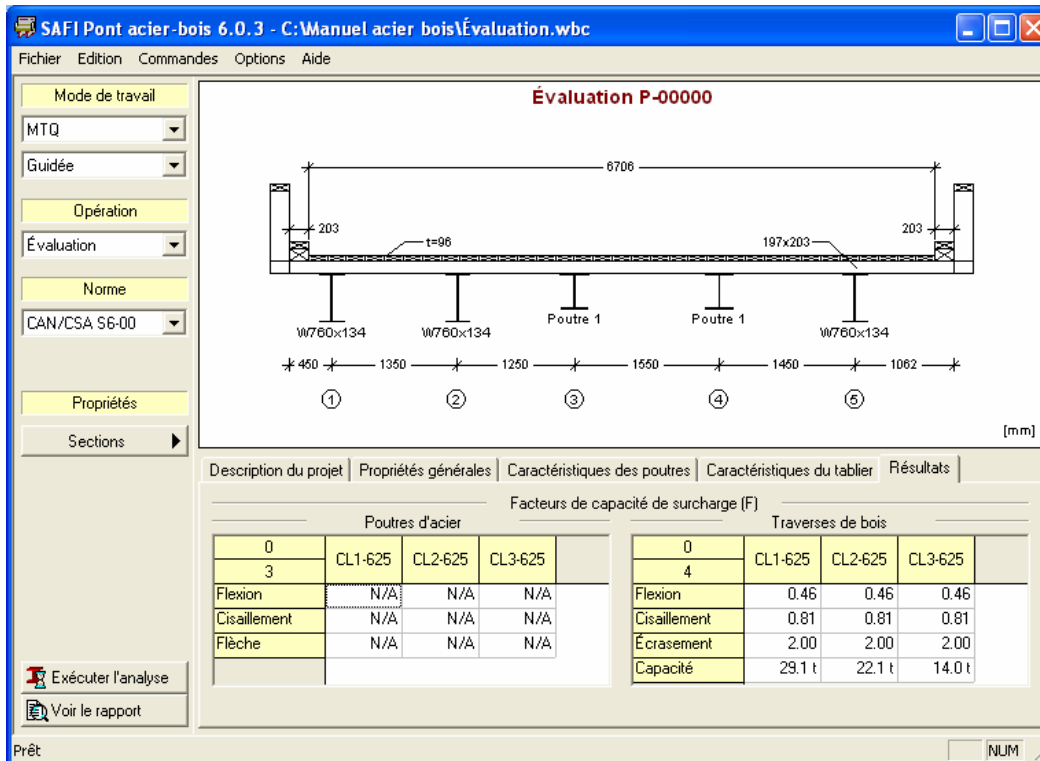 SAFI Pont acier-bois 6.0.3 - C:\Manuel acier bois\Évaluation.wbc
Fichier Edition Commandes Options Aide
Mode de travail
MTQ
Guidée
Opération
Évaluation
Norme
CAN/CSA S6-00
Propriétés
Sections
Exécuter l'analyse
Voir le rapport
Évaluation P-00000
6706
203
t=96
197x203
203
W760x134
W760x134
Poutre 1
Poutre 1
W760x134
450 1350 1250 1550 1450 1062
1 2 3 4 5
[mm]
Description du projet Propriétés générales Caractéristiques des poutres Caractéristiques du tablier Résultats
Facteurs de capacité de surcharge (F)
Poutres d'acier
0 CL1-625 CL2-625 CL3-625
3
Flexion N/A N/A N/A
Cisaillement N/A N/A N/A
Flèche N/A N/A N/A
Traverses de bois
0 CL1-625 CL2-625 CL3-625
4
Flexion 0.46 0.46 0.46
Cisaillement 0.81 0.81 0.81
Écrasement 2.00 2.00 2.00
Capacité 29.1 t 22.1 t 14.0 t
Prêt
NUM